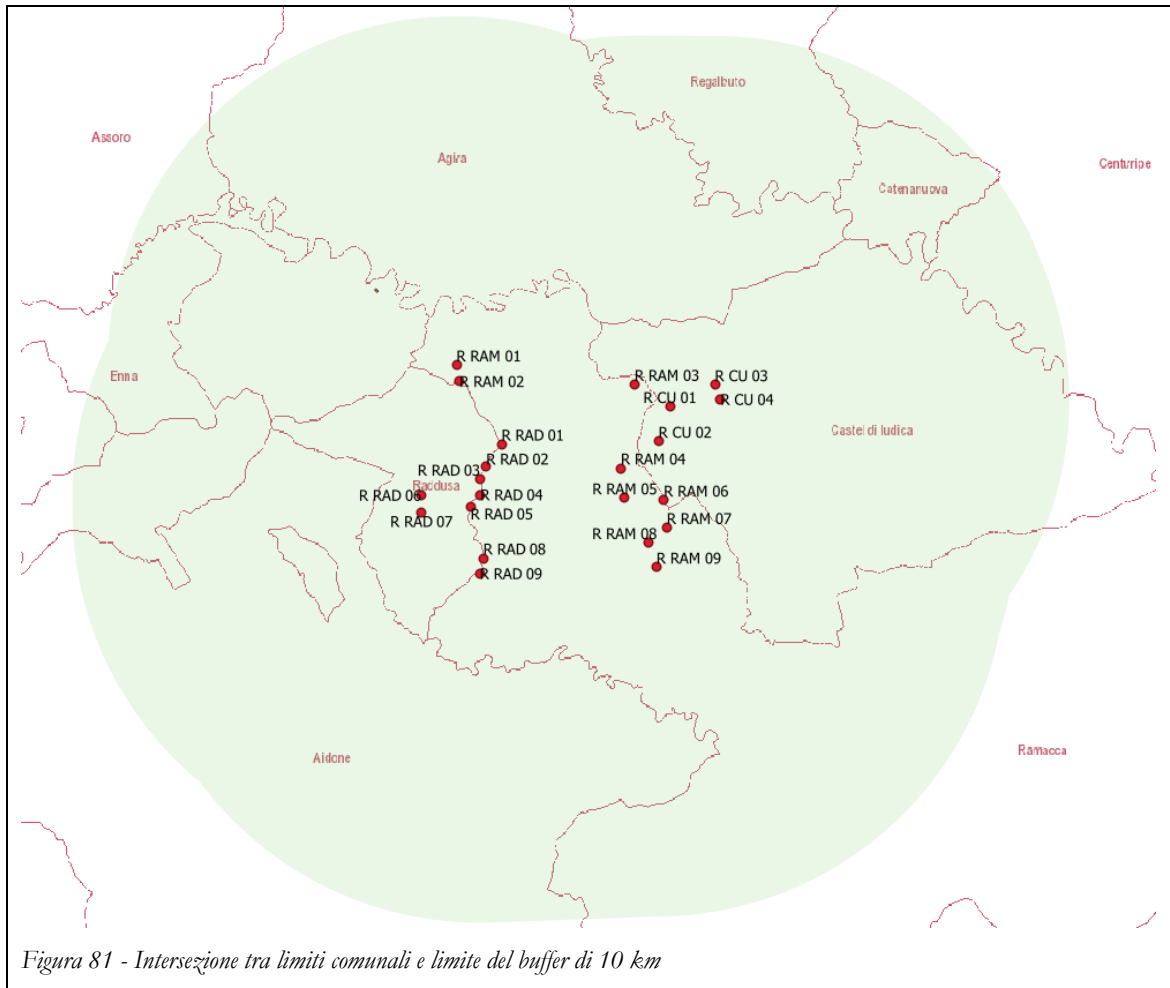 Regalbuto
Assoro
Agira
Centuripe
Catenanuova
Enna
R RAM 01
R RAM 02
R RAM 03
R CU 03
R CU 01
R CU 04
R RAD 01
R CU 02
Castel di Iudica
R RAD 02
R RAM 04
R RAD 03
Raddusa
R RAD 06
R RAD 04
R RAM 05
R RAM 06
R RAD 07
R RAD 05
R RAM 07
R RAM 08
R RAD 08
R RAM 09
R RAD 09
Aidone
Ramacca
Figura 81 - Intersezione tra limiti comunali e limite del buffer di 10 km